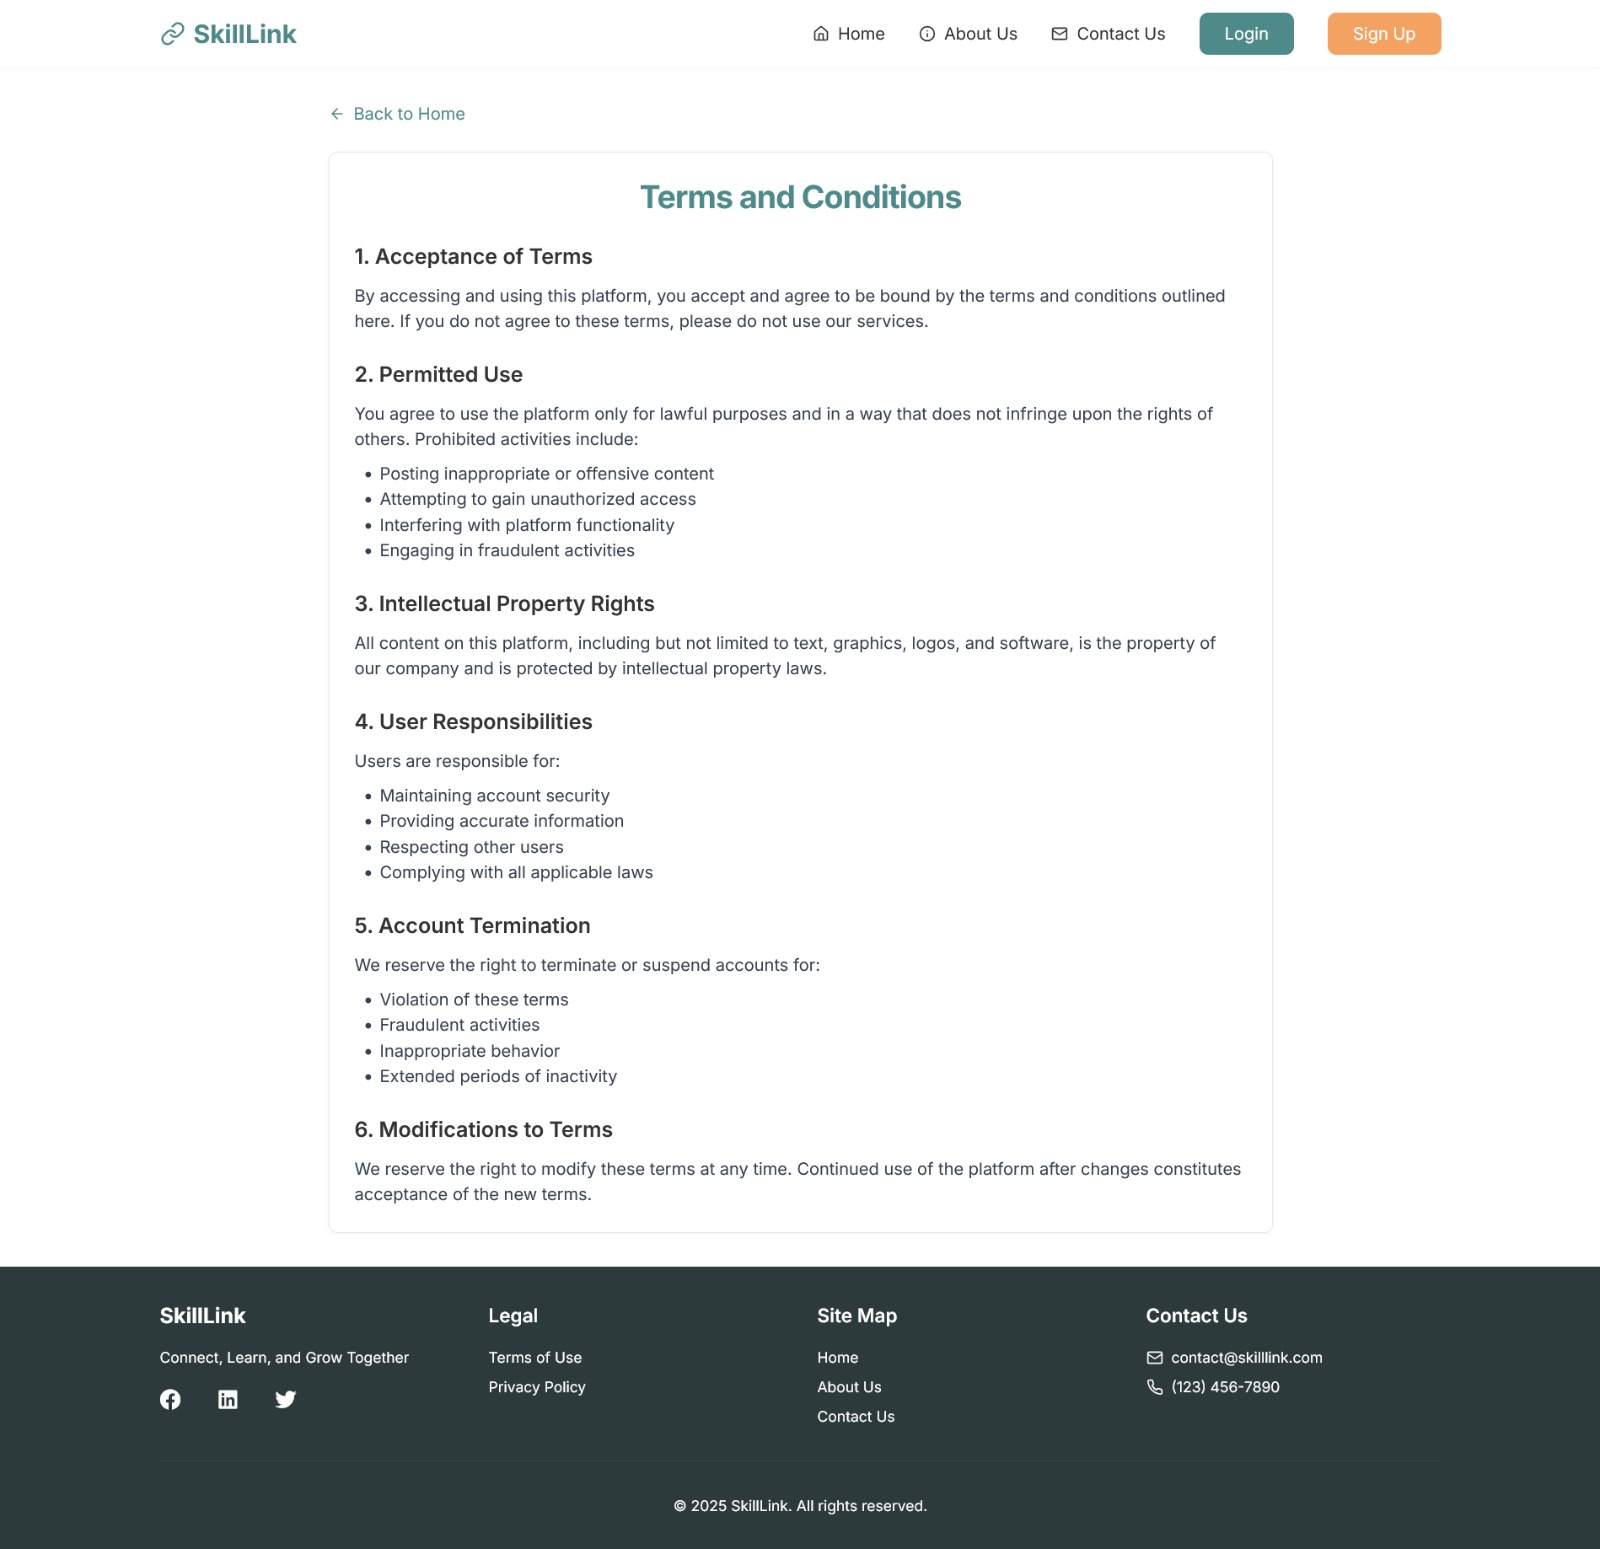 SkillLink
Home
About Us
Contact Us
Login
Sign Up
Back to Home
Terms and Conditions
1. Acceptance of Terms
By accessing and using this platform, you accept and agree to be bound by the terms and conditions outlined
here. If you do not agree to these terms, please do not use our services.
2. Permitted Use
You agree to use the platform only for lawful purposes and in a way that does not infringe upon the rights of
others. Prohibited activities include:
• Posting inappropriate or offensive content
• Attempting to gain unauthorized access
• Interfering with platform functionality
• Engaging in fraudulent activities
3. Intellectual Property Rights
All content on this platform, including but not limited to text, graphics, logos, and software, is the property of
our company and is protected by intellectual property laws.
4. User Responsibilities
Users are responsible for:
• Maintaining account security
• Providing accurate information
• Respecting other users
• Complying with all applicable laws
5. Account Termination
We reserve the right to terminate or suspend accounts for:
• Violation of these terms
• Fraudulent activities
• Inappropriate behavior
• Extended periods of inactivity
6. Modifications to Terms
We reserve the right to modify these terms at any time. Continued use of the platform after changes constitutes
acceptance of the new terms.
SkillLink
Connect, Learn, and Grow Together
Legal
Terms of Use
Privacy Policy
Site Map
Home
About Us
Contact Us
Contact Us
contact@skilllink.com
(123) 456-7890
© 2025 SkillLink. All rights reserved.